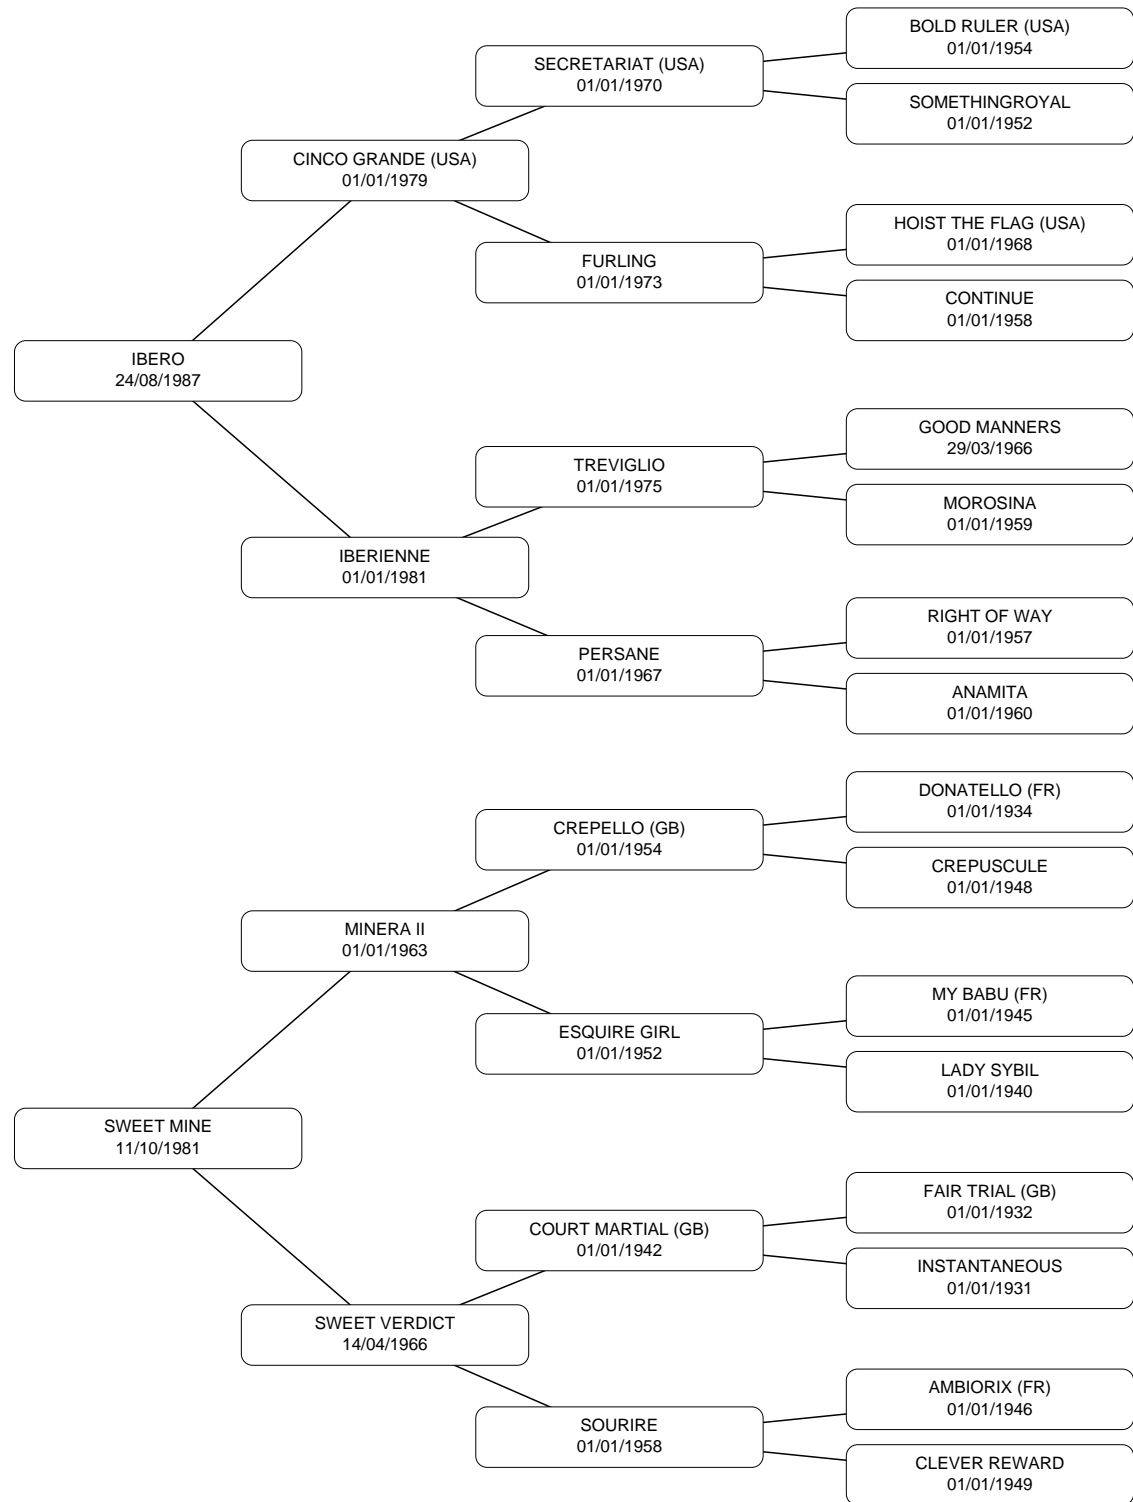 BOLD RULER (USA)
01/01/1954
SECRETARIAT (USA)
01/01/1970
SOMETHINGROYAL
01/01/1952
CINCO GRANDE (USA)
01/01/1979
HOIST THE FLAG (USA)
01/01/1968
FURLING
01/01/1973
CONTINUE
01/01/1958
IBERO
24/08/1987
GOOD MANNERS
29/03/1966
TREVIGLIO
01/01/1975
MOROSINA
01/01/1959
IBERIENNE
01/01/1981
RIGHT OF WAY
01/01/1957
PERSANE
01/01/1967
ANAMITA
01/01/1960
DONATELLO (FR)
01/01/1934
CREPELLO (GB)
01/01/1954
CREPUSCULE
01/01/1948
MINERA II
01/01/1963
MY BABU (FR)
01/01/1945
ESQUIRE GIRL
01/01/1952
LADY SYBIL
01/01/1940
SWEET MINE
11/10/1981
FAIR TRIAL (GB)
01/01/1932
COURT MARTIAL (GB)
01/01/1942
INSTANTANEOUS
01/01/1931
SWEET VERDICT
14/04/1966
AMBIORIX (FR)
01/01/1946
SOURIRE
01/01/1958
CLEVER REWARD
01/01/1949